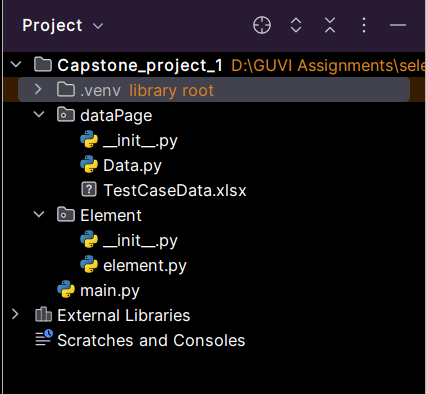 Project
Capstone_project_1 D:\GUVI Assignments\sele
.venv library root
dataPage
__init__.py
Data.py
TestCaseData.xlsx
Element
__init__.py
element.py
main.py
External Libraries
Scratches and Consoles